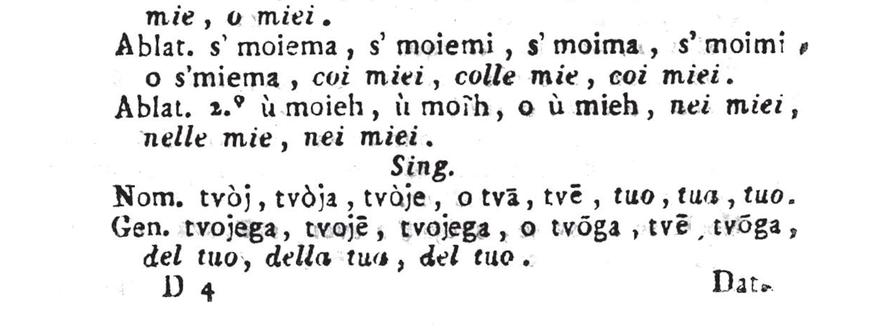 mie, o miei.
Ablat. s' moiema, s' moiemi, s' moima, s' moimi,
o s'miema, coi miei, colle mie, coi miei.
Ablat. 2.º ù moieh, ù moĩh, o ù mieh, nei miei,
nelle mie, nei miei.
Sing.
Nom. tvòj, tvòja, tvòje, o tvā, tvē, tuo, tua, tuo.
Gen. tvojega, tvojē, tvojega, o tvōga, tvē, tvōga,
del tuo, della tua, del tuo.
D 4 Dat.